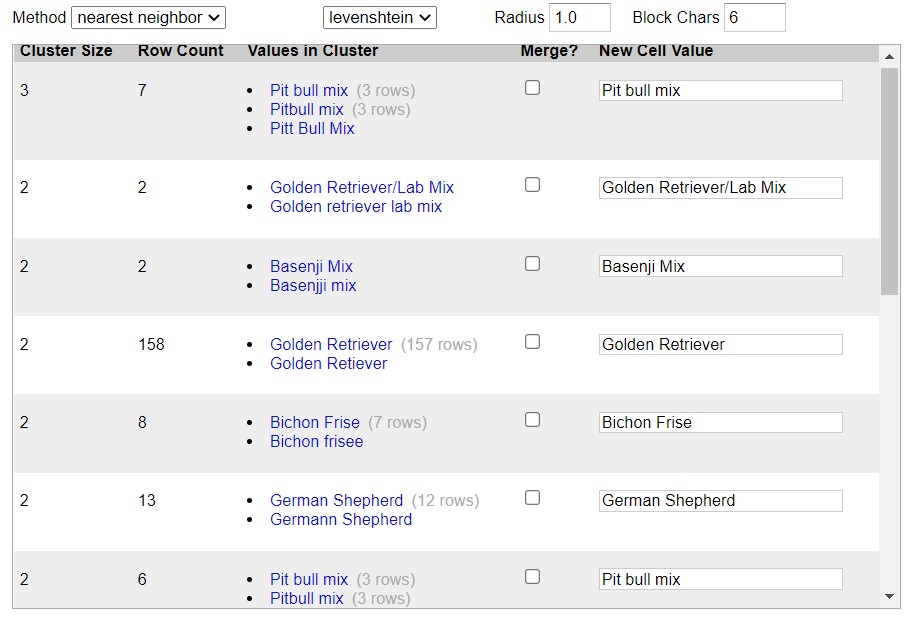 Method nearest neighbor levenshtein Radius 1.0 Block Chars 6
Cluster Size Row Count Values in Cluster Merge? New Cell Value
3 7 • Pit bull mix (3 rows) Pit bull mix
• Pitbull mix (3 rows)
• Pitt Bull Mix
2 2 • Golden Retriever/Lab Mix Golden Retriever/Lab Mix
• Golden retriever lab mix
2 2 • Basenji Mix Basenji Mix
• Basenjji mix
2 158 • Golden Retriever (157 rows) Golden Retriever
• Golden Retiever
2 8 • Bichon Frise (7 rows) Bichon Frise
• Bichon frisee
2 13 • German Shepherd (12 rows) German Shepherd
• Germann Shepherd
2 6 • Pit bull mix (3 rows) Pit bull mix
• Pitbull mix (3 rows)